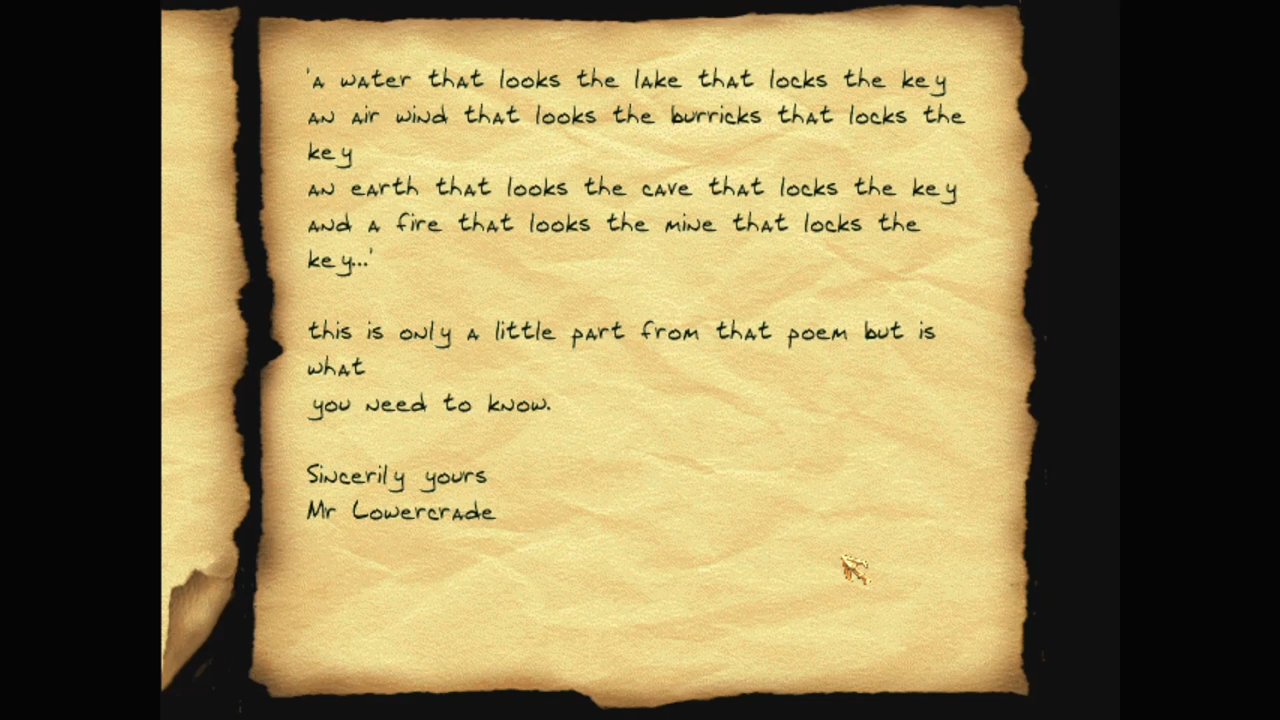 'a water that looks the lake that locks the key
an air wind that looks the burricks that locks the
key
an earth that looks the cave that locks the key
and a fire that looks the mine that locks the
key...'
this is only a little part from that poem but is
what
you need to know.
Sincerily yours
Mr Lowercrade